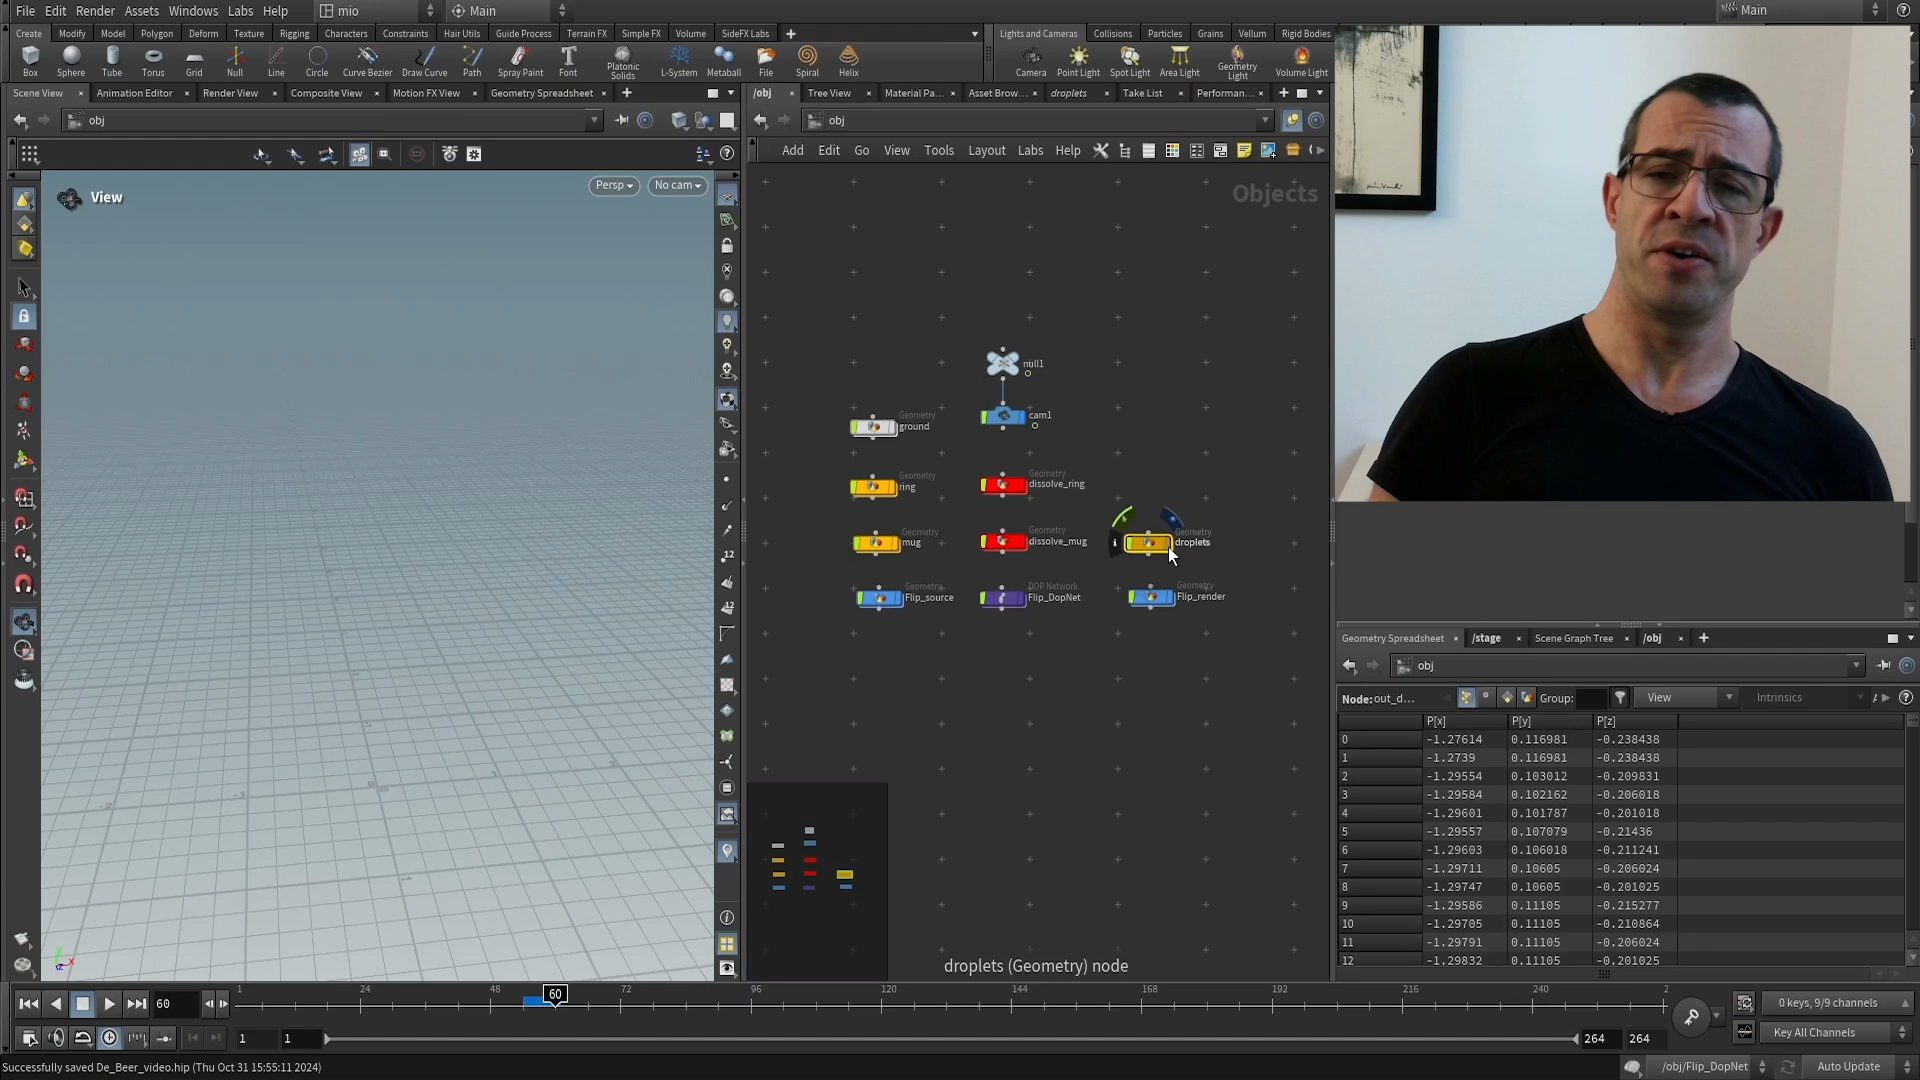 File Edit Render Assets Windows Labs Help mio Main Main
Create Modify Model Polygon Deform Texture Rigging Characters Constraints Hair Utils Guide Process Terrain FX Simple FX Volume SideFX Labs
Lights and Cameras Collisions Particles Grains Vellum Rigid Bodies
Box Sphere Tube Torus Grid Null Line Circle Curve Bezier Draw Curve Path Spray Paint Font Platonic Solids L-System Metaball File Spiral Helix
Camera Point Light Spot Light Area Light Geometry Light Volume Light
Scene View Animation Editor Render View Composite View Motion FX View Geometry Spreadsheet
/obj Tree View Material Pa... Asset Brow... droplets Take List Performan...
obj
obj
Add Edit Go View Tools Layout Labs Help
View
Persp No cam
Objects
null1
cam1
Geometry
ground
Geometry
ring
Geometry
dissolve_ring
Geometry
mug
Geometry
dissolve_mug
Geometry
droplets
Geometry
Flip_source
DOP Network
Flip_DopNet
Geometry
Flip_render
droplets (Geometry) node
Geometry Spreadsheet /stage Scene Graph Tree /obj
obj
Node: out_d... Group: View Intrinsics
P[x] P[y] P[z]
0 -1.27614 0.116981 -0.238438
1 -1.2739 0.116981 -0.238438
2 -1.29554 0.103012 -0.209831
3 -1.29584 0.102162 -0.206018
4 -1.29601 0.101787 -0.201018
5 -1.29557 0.107079 -0.21436
6 -1.29603 0.106018 -0.211241
7 -1.29711 0.10605 -0.206024
8 -1.29747 0.10605 -0.201025
9 -1.29586 0.11105 -0.215277
10 -1.29705 0.11105 -0.210864
11 -1.29791 0.11105 -0.206024
12 -1.29832 0.11105 -0.201025
60 1 24 48 60 72 96 120 144 168 192 216 240 2
0 keys, 9/9 channels
1 1 264 264
Key All Channels
Successfully saved De_Beer_video.hip (Thu Oct 31 15:55:11 2024)
/obj/Flip_DopNet Auto Update